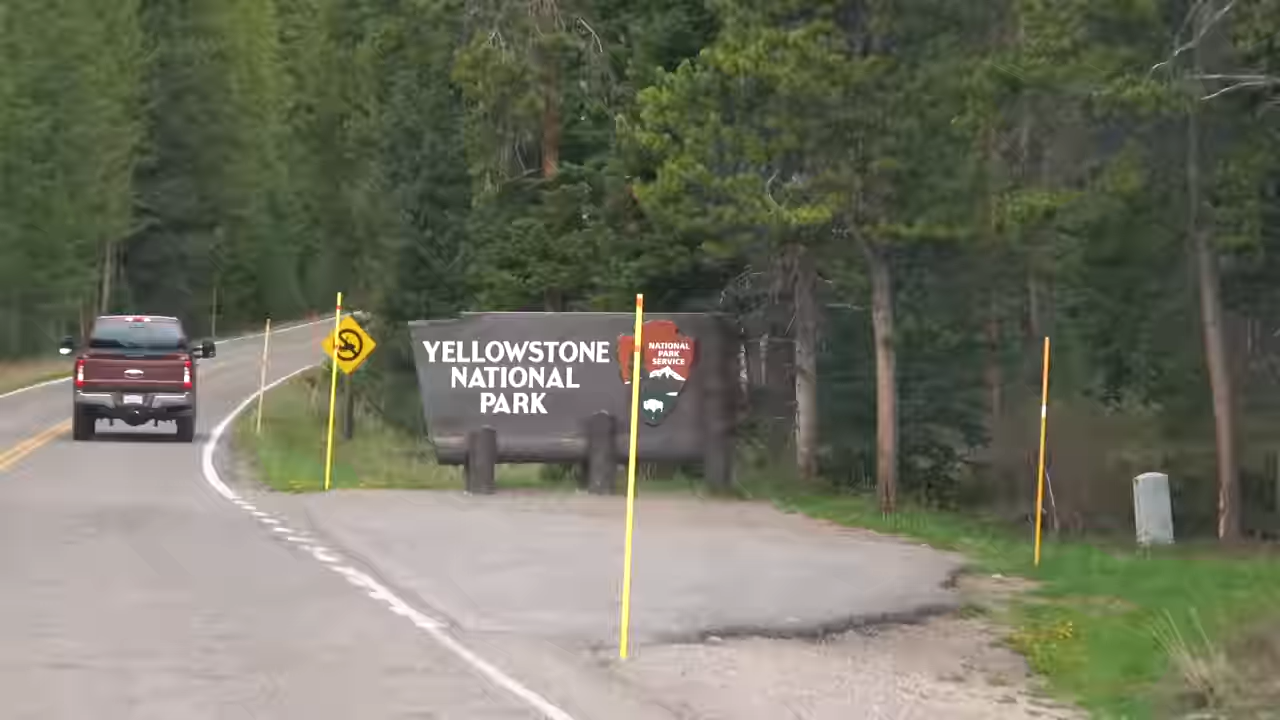 YELLOWSTONE
NATIONAL
PARK
NATIONAL
PARK
SERVICE